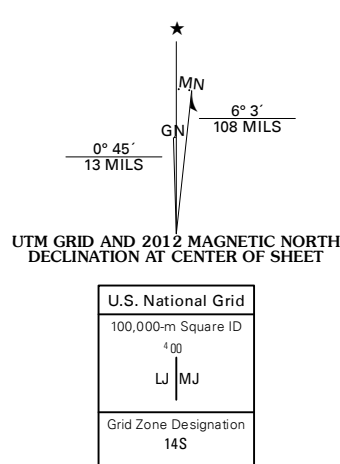 ★
MN
GN
6° 3´
108 MILS
0° 45´
13 MILS
UTM GRID AND 2012 MAGNETIC NORTH
DECLINATION AT CENTER OF SHEET
U.S. National Grid
100,000-m Square ID
⁴00
LJ MJ
Grid Zone Designation
14S